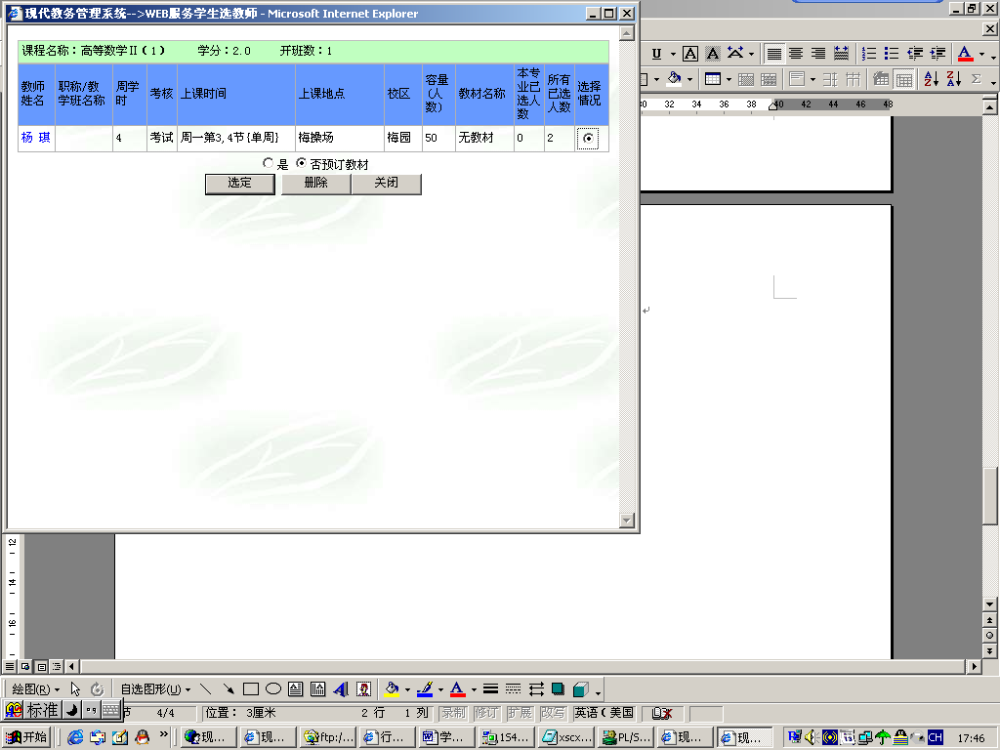 现代教务管理系统-->WEB服务学生选教师 - Microsoft Internet Explorer
课程名称：高等数学Ⅱ（1） 学分：2.0 开班数：1
教师姓名 职称/教学班名称 周学时 考核 上课时间 上课地点 校区 容量（人数） 教材名称 本专业已选人数 所有已选人数 选择情况
杨 琪 4 考试 周一第3,4节{单周} 梅操场 梅园 50 无教材 0 2
是 否预订教材
选定 删除 关闭
U A A A A
30 32 34 36 38 40 42 44 46 48
12
14
16
绘图(R) 自选图形(U) A A
标准 节 4/4 位置： 3厘米 2 行 1 列 录制 修订 扩展 改写 英语(美国
开始 现... 现... ftp:/... 行... 学... 154... xscx... PL/S... 现... 现... CH 17:46